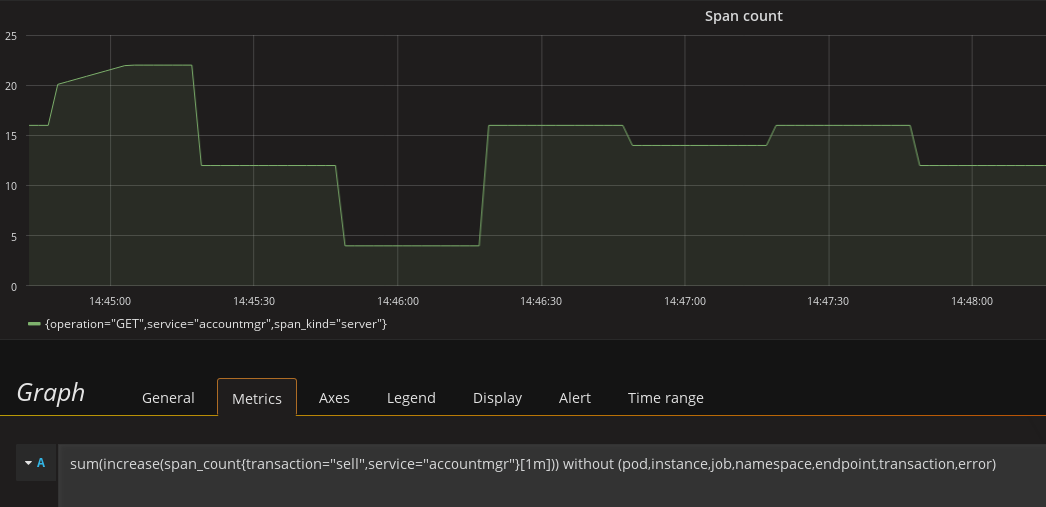 Span count
25
20
15
10
5
0
14:45:00 14:45:30 14:46:00 14:46:30 14:47:00 14:47:30 14:48:00
{operation="GET",service="accountmgr",span_kind="server"}
Graph General Metrics Axes Legend Display Alert Time range
A sum(increase(span_count{transaction="sell",service="accountmgr"}[1m])) without (pod,instance,job,namespace,endpoint,transaction,error)